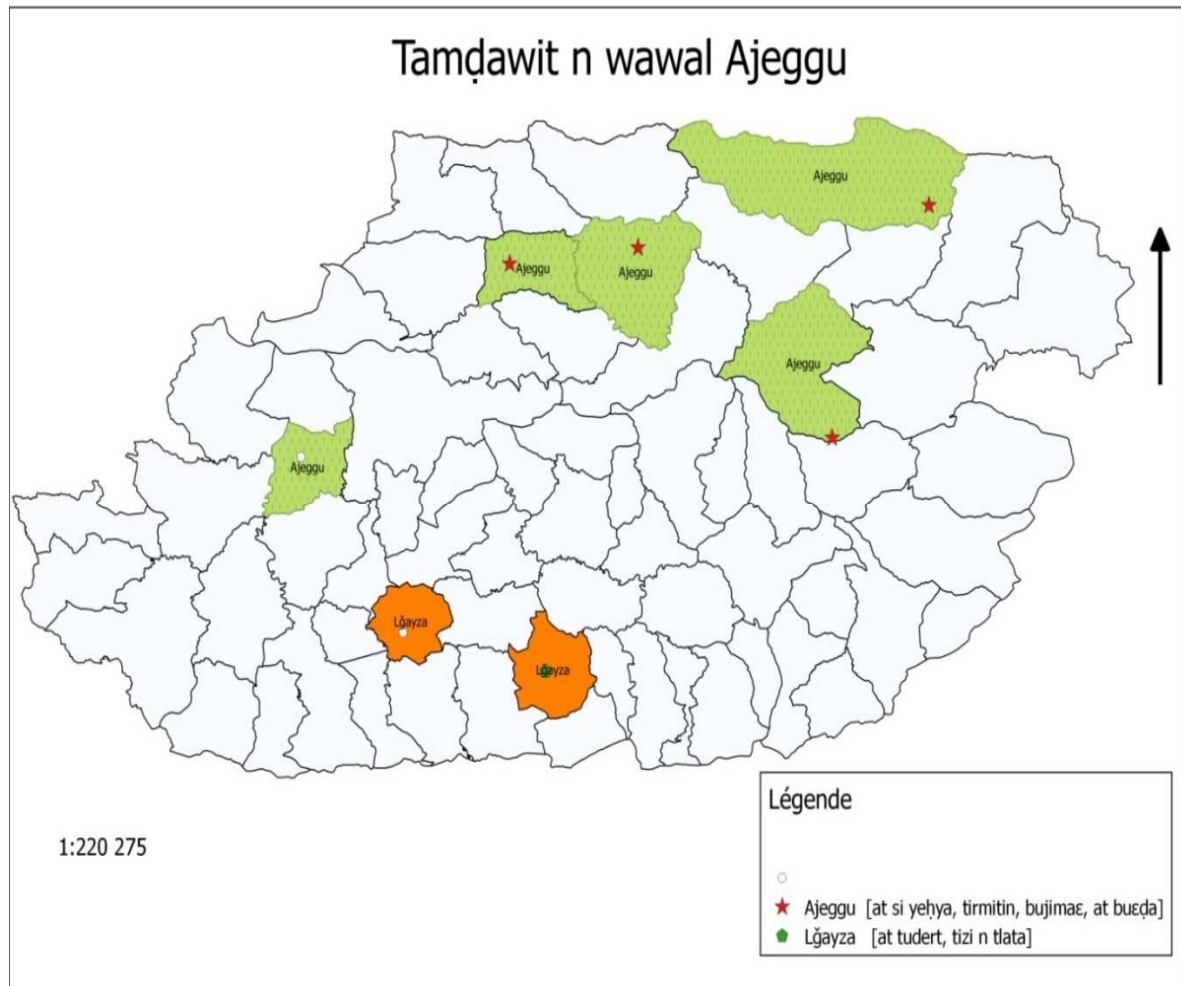 Tamḍawit n wawal Ajeggu
Ajeggu
Ajeggu
Ajeggu
Ajeggu
Ajeggu
Lǧayza
Lǧayza
Légende
1:220 275
Ajeggu [at si yeḥya, tirmitin, bujimaɛ, at buɛḍa]
Lǧayza [at tudert, tizi n tlata]